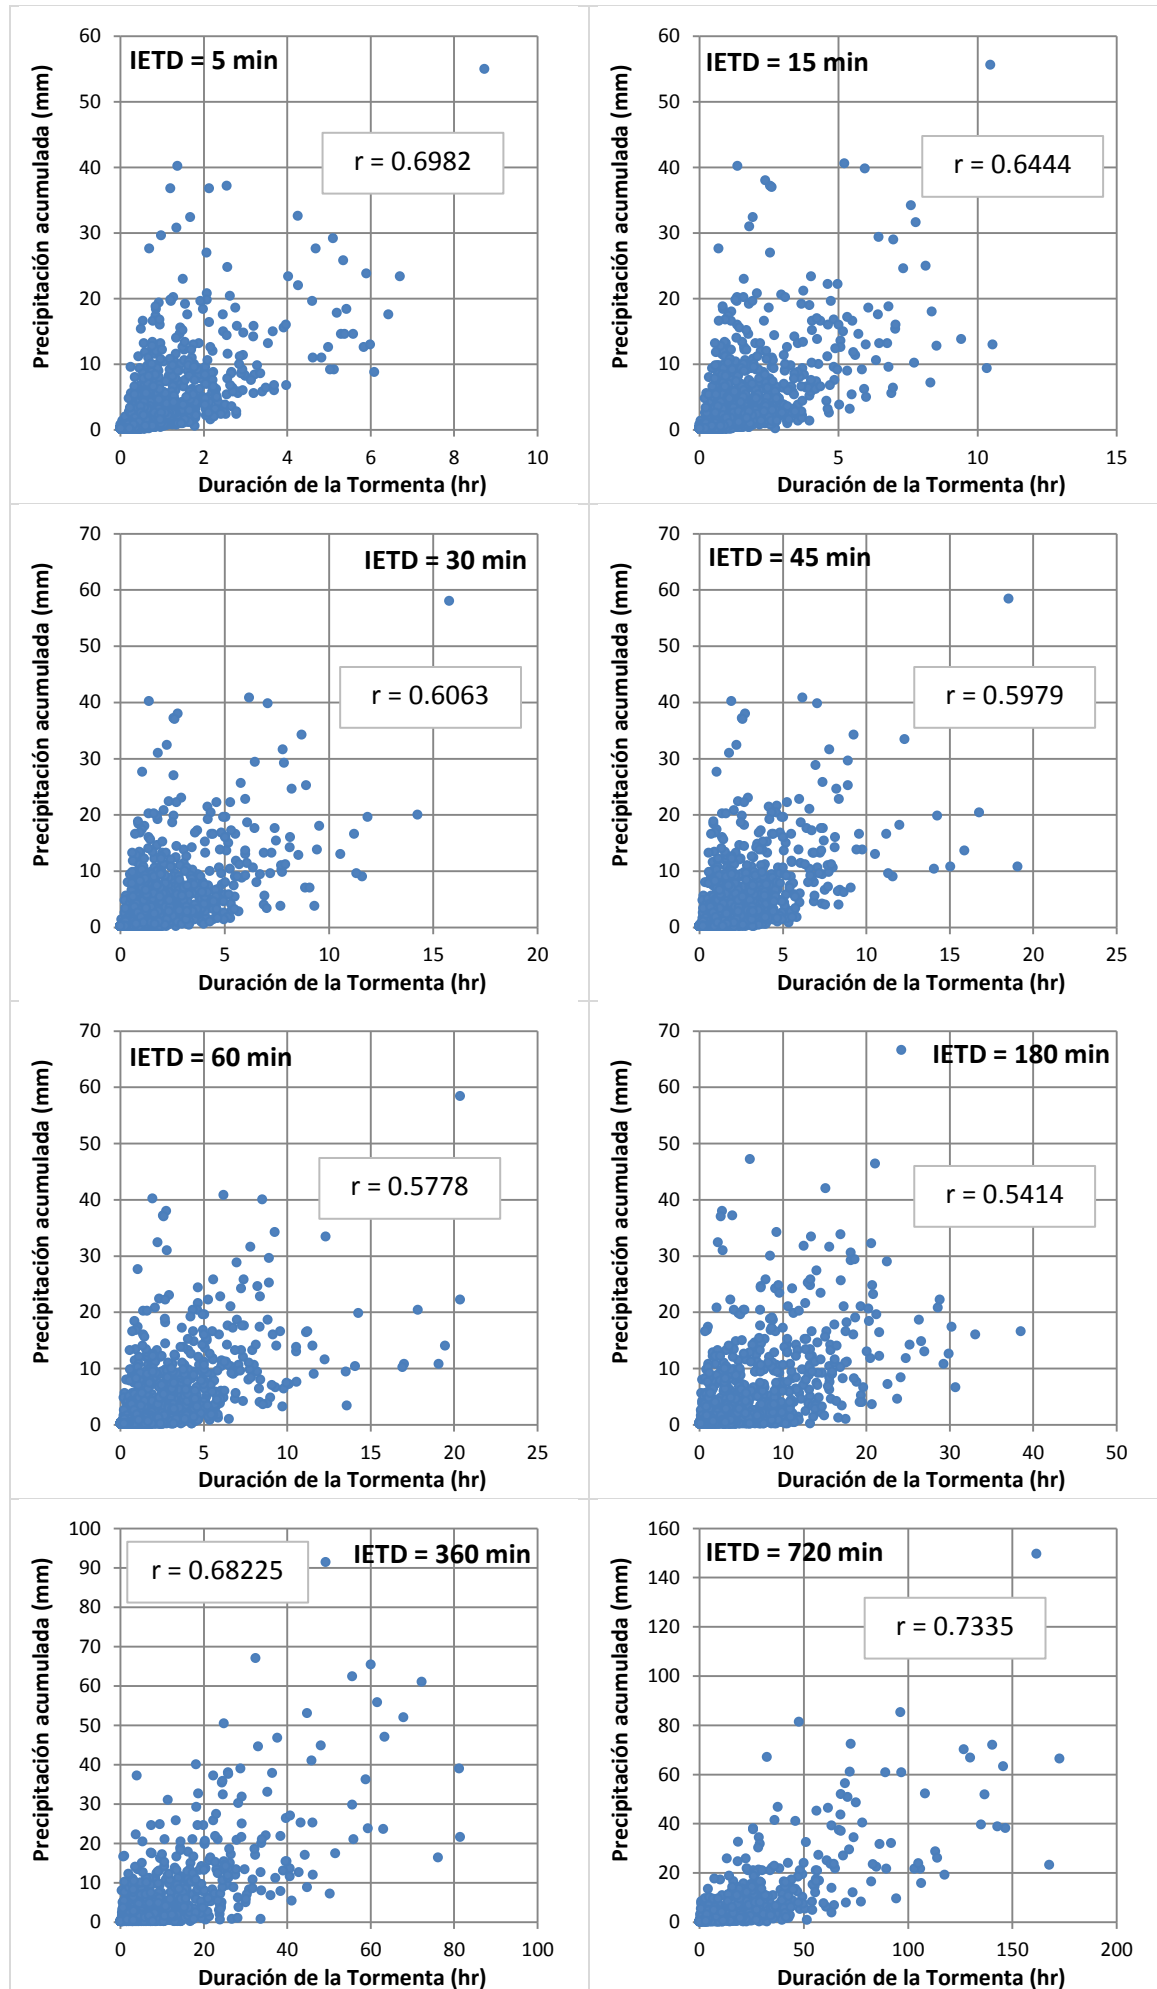 IETD = 5 min
r = 0.6982
Precipitación acumulada (mm)
60
50
40
30
20
10
0
0 2 4 6 8 10
Duración de la Tormenta (hr)
IETD = 15 min
r = 0.6444
Precipitación acumulada (mm)
60
50
40
30
20
10
0
0 5 10 15
Duración de la Tormenta (hr)
IETD = 30 min
r = 0.6063
Precipitación acumulada (mm)
70
60
50
40
30
20
10
0
0 5 10 15 20
Duración de la Tormenta (hr)
IETD = 45 min
r = 0.5979
Precipitación acumulada (mm)
70
60
50
40
30
20
10
0
0 5 10 15 20 25
Duración de la Tormenta (hr)
IETD = 60 min
r = 0.5778
Precipitación acumulada (mm)
70
60
50
40
30
20
10
0
0 5 10 15 20 25
Duración de la Tormenta (hr)
IETD = 180 min
r = 0.5414
Precipitación acumulada (mm)
70
60
50
40
30
20
10
0
0 10 20 30 40 50
Duración de la Tormenta (hr)
IETD = 360 min
r = 0.68225
Precipitación acumulada (mm)
100
90
80
70
60
50
40
30
20
10
0
0 20 40 60 80 100
Duración de la Tormenta (hr)
IETD = 720 min
r = 0.7335
Precipitación acumulada (mm)
160
140
120
100
80
60
40
20
0
0 50 100 150 200
Duración de la Tormenta (hr)